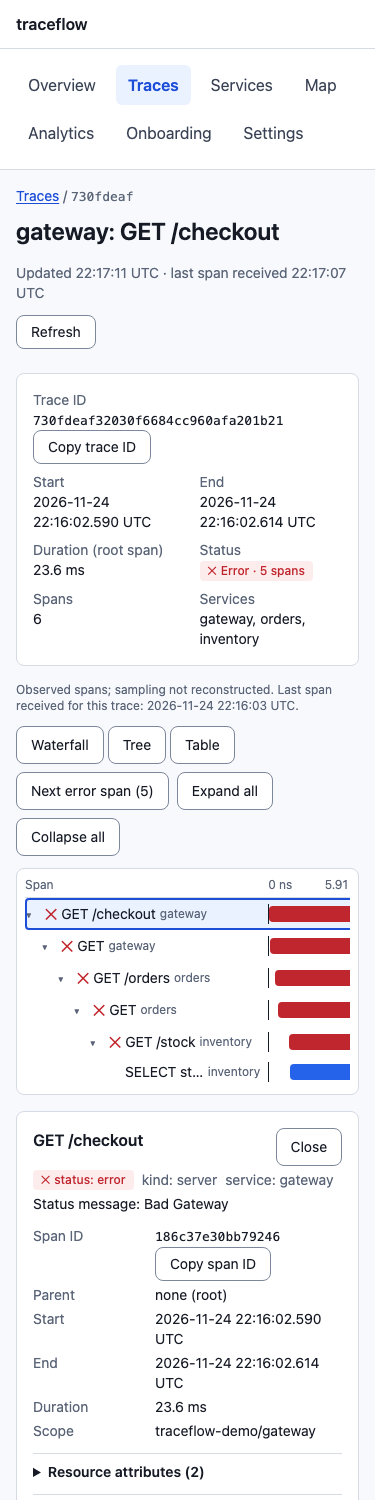 traceflow
Overview Traces Services Map
Analytics Onboarding Settings
Traces / 730fdeaf
gateway: GET /checkout
Updated 22:17:11 UTC · last span received 22:17:07
UTC
Refresh
Trace ID
730fdeaf32030f6684cc960afa201b21
Copy trace ID
Start End
2026-11-24 2026-11-24
22:16:02.590 UTC 22:16:02.614 UTC
Duration (root span) Status
23.6 ms ✕ Error · 5 spans
Spans Services
6 gateway, orders,
inventory
Observed spans; sampling not reconstructed. Last span
received for this trace: 2026-11-24 22:16:03 UTC.
Waterfall Tree Table
Next error span (5) Expand all
Collapse all
Span 0 ns 5.91
▾ ✕ GET /checkout gateway
▾ ✕ GET gateway
▾ ✕ GET /orders orders
▾ ✕ GET orders
▾ ✕ GET /stock inventory
SELECT st... inventory
GET /checkout Close
✕ status: error kind: server service: gateway
Status message: Bad Gateway
Span ID 186c37e30bb79246
Copy span ID
Parent none (root)
Start 2026-11-24 22:16:02.590
UTC
End 2026-11-24 22:16:02.614
UTC
Duration 23.6 ms
Scope traceflow-demo/gateway
▶ Resource attributes (2)